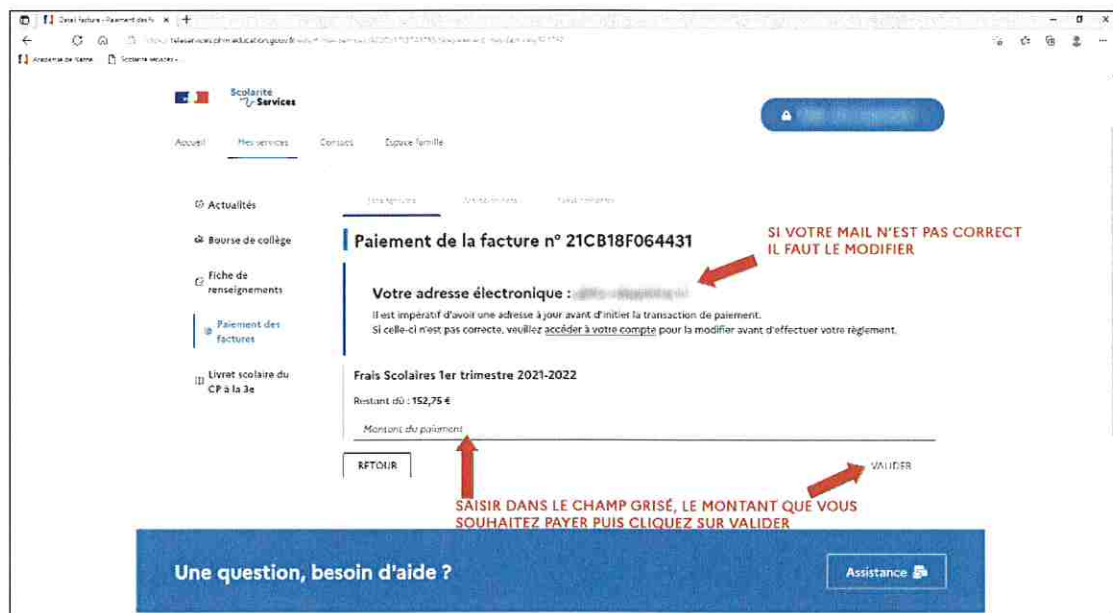 Scolarité
Services
Accueil
Mes services
Contact
Espace famille
Actualités
Bourse de collège
Fiche de
renseignements
Paiement des
factures
Livret scolaire du
CP à la 3e
Paiement de la facture n° 21CB18F064431
SI VOTRE MAIL N'EST PAS CORRECT
IL FAUT LE MODIFIER
Votre adresse électronique :
Il est impératif d'avoir une adresse à jour avant d'initier la transaction de paiement.
Si celle-ci n'est pas correcte, veuillez accéder à votre compte pour la modifier avant d'effectuer votre règlement.
Frais Scolaires 1er trimestre 2021-2022
Restant dû : 152,75 €
Montant du paiement
RETOUR
VALIDER
SAISIR DANS LE CHAMP GRISÉ, LE MONTANT QUE VOUS
SOUHAITEZ PAYER PUIS CLIQUEZ SUR VALIDER
Une question, besoin d'aide ?
Assistance